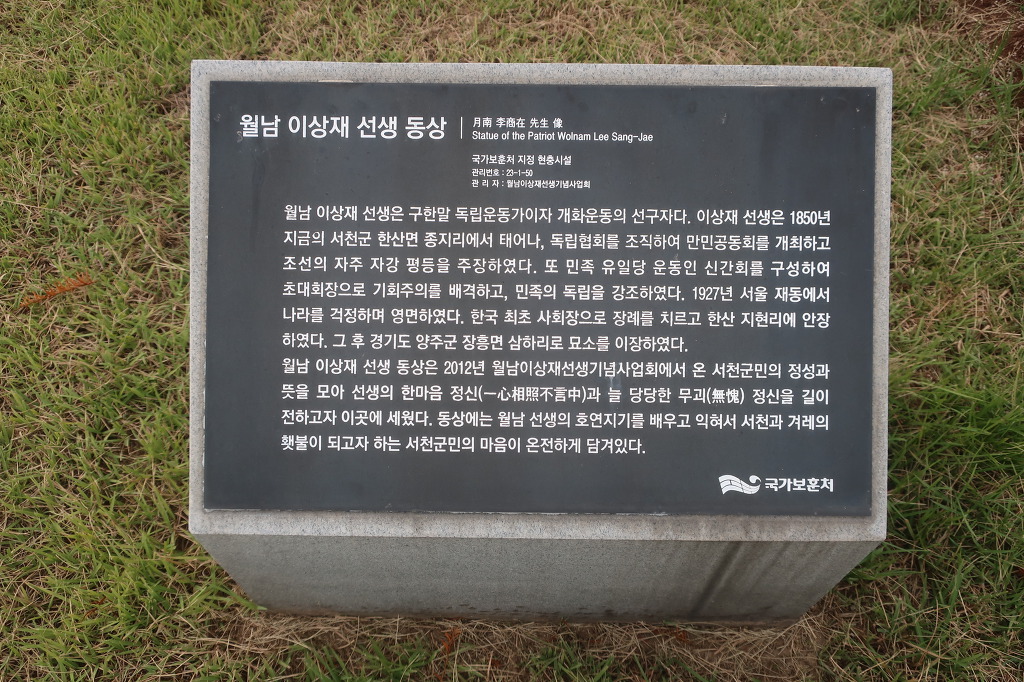 월남 이상재 선생 동상
月南 李商在 先生 像
Statue of the Patriot Wolnam Lee Sang-Jae
국가보훈처 지정 현충시설
관리번호 : 23-1-50
관 리 자 : 월남이상재선생기념사업회
월남 이상재 선생은 구한말 독립운동가이자 개화운동의 선구자다. 이상재 선생은 1850년
지금의 서천군 한산면 종지리에서 태어나, 독립협회를 조직하여 만민공동회를 개최하고
조선의 자주 자강 평등을 주장하였다. 또 민족 유일당 운동인 신간회를 구성하여
초대회장으로 기회주의를 배격하고, 민족의 독립을 강조하였다. 1927년 서울 재동에서
나라를 걱정하며 영면하였다. 한국 최초 사회장으로 장례를 치르고 한산 지현리에 안장
하였다. 그 후 경기도 양주군 장흥면 삼하리로 묘소를 이장하였다.
월남 이상재 선생 동상은 2012년 월남이상재선생기념사업회에서 온 서천군민의 정성과
뜻을 모아 선생의 한마음 정신(一心相照不言中)과 늘 당당한 무괴(無愧) 정신을 길이
전하고자 이곳에 세웠다. 동상에는 월남 선생의 호연지기를 배우고 익혀서 서천과 겨레의
횃불이 되고자 하는 서천군민의 마음이 온전하게 담겨있다.
국가보훈처